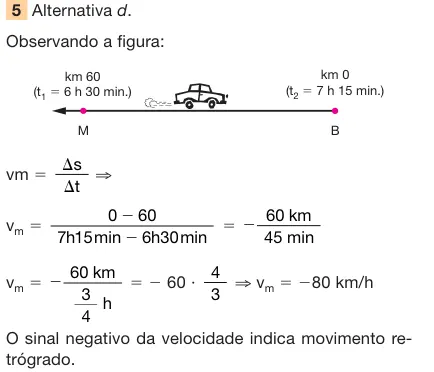 5 Alternativa d.
Observando a figura:
km 60 km 0
(t₁ = 6 h 30 min.) (t₂ = 7 h 15 min.)
M B
vm = Δs/Δt ⇒
vₘ = (0 − 60)/(7h15min − 6h30min) = − 60 km/45 min
vₘ = − 60 km/(3/4 h) = − 60 · 4/3 ⇒ vₘ = −80 km/h
O sinal negativo da velocidade indica movimento re-
trógrado.